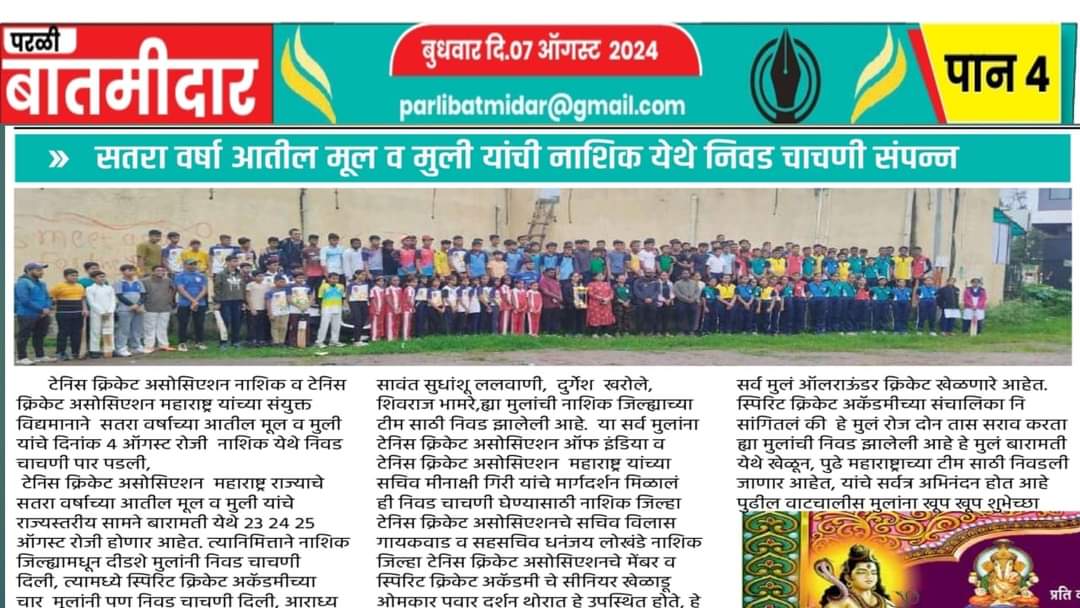 परळी
बातमीदार
बुधवार दि.07 ऑगस्ट 2024
parlibatmidar@gmail.com
पान 4
» सतरा वर्षा आतील मूल व मुली यांची नाशिक येथे निवड चाचणी संपन्न
टेनिस क्रिकेट असोसिएशन नाशिक व टेनिस
क्रिकेट असोसिएशन महाराष्ट्र यांच्या संयुक्त
विद्यमानाने सतरा वर्षाच्या आतील मूल व मुली
यांचे दिनांक 4 ऑगस्ट रोजी नाशिक येथे निवड
चाचणी पार पडली,
टेनिस क्रिकेट असोसिएशन महाराष्ट्र राज्याचे
सतरा वर्षाच्या आतील मूल व मुली यांचे
राज्यस्तरीय सामने बारामती येथे 23 24 25
ऑगस्ट रोजी होणार आहेत. त्यानिमित्ताने नाशिक
जिल्ह्यामधून दीडशे मुलांनी निवड चाचणी
दिली, त्यामध्ये स्पिरिट क्रिकेट अकॅडमीच्या
चार मुलांनी पण निवड चाचणी दिली, आराध्य
सावंत सुधांशू ललवाणी, दुर्गेश खरोले,
शिवराज भामरे,ह्या मुलांची नाशिक जिल्ह्याच्या
टीम साठी निवड झालेली आहे. या सर्व मुलांना
टेनिस क्रिकेट असोसिएशन ऑफ इंडिया व
टेनिस क्रिकेट असोसिएशन महाराष्ट्र यांच्या
सचिव मीनाक्षी गिरी यांचे मार्गदर्शन मिळालं
ही निवड चाचणी घेण्यासाठी नाशिक जिल्हा
टेनिस क्रिकेट असोसिएशनचे सचिव विलास
गायकवाड व सहसचिव धनंजय लोखंडे नाशिक
जिल्हा टेनिस क्रिकेट असोसिएशनचे मेंबर व
स्पिरिट क्रिकेट अकॅडमी चे सीनियर खेळाडू
ओमकार पवार दर्शन थोरात हे उपस्थित होते, हे
सर्व मुलं ऑलराऊंडर क्रिकेट खेळणारे आहेत.
स्पिरिट क्रिकेट अकॅडमीच्या संचालिका नि
सांगितलं की हे मुलं रोज दोन तास सराव करता
ह्या मुलांची निवड झालेली आहे हे मुलं बारामती
येथे खेळून, पुढे महाराष्ट्राच्या टीम साठी निवडली
जाणार आहेत, यांचे सर्वत्र अभिनंदन होत आहे
पुढील वाटचालीस मुलांना खूप खूप शुभेच्छा